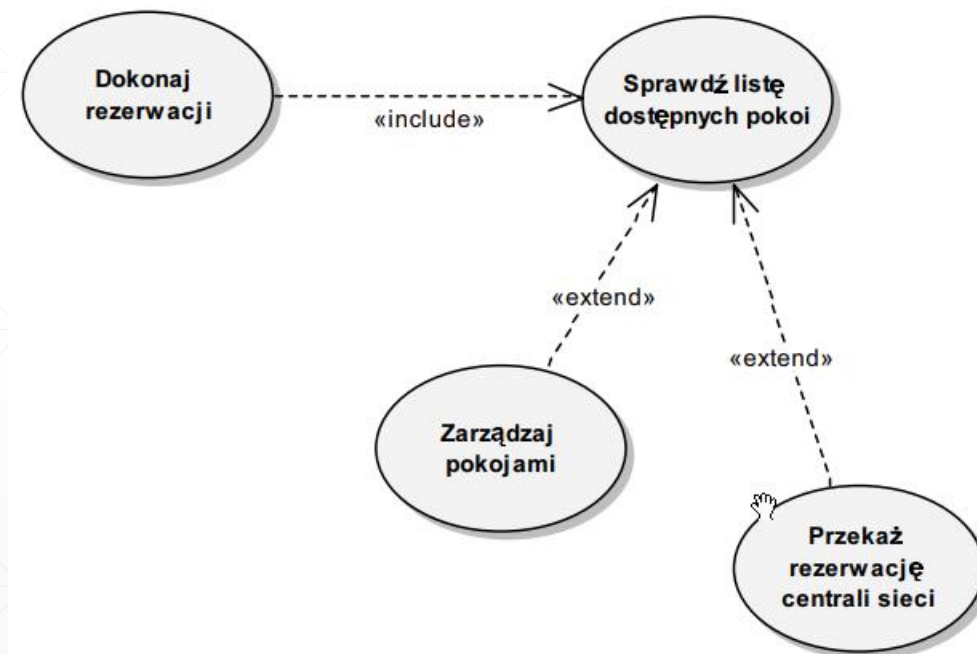 Dokonaj
rezerwacji
«include»
Sprawdź listę
dostępnych pokoi
«extend»
«extend»
Zarządzaj
pokojami
Przekaż
rezerwację
centrali sieci